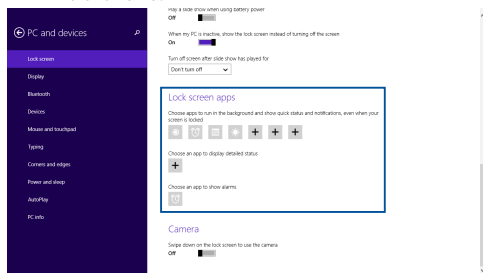 Play a slide show when using battery power
Off
When my PC is inactive, show the lock screen instead of turning off the screen
On
Turn off screen after slide show has played for
Don't turn off
PC and devices
Lock screen
Display
Bluetooth
Devices
Mouse and touchpad
Typing
Corners and edges
Power and sleep
AutoPlay
PC info
Lock screen apps
Choose apps to run in the background and show quick status and notifications, even when your
screen is locked
Choose an app to display detailed status
Choose an app to show alarms
Camera
Swipe down on the lock screen to use the camera
Off